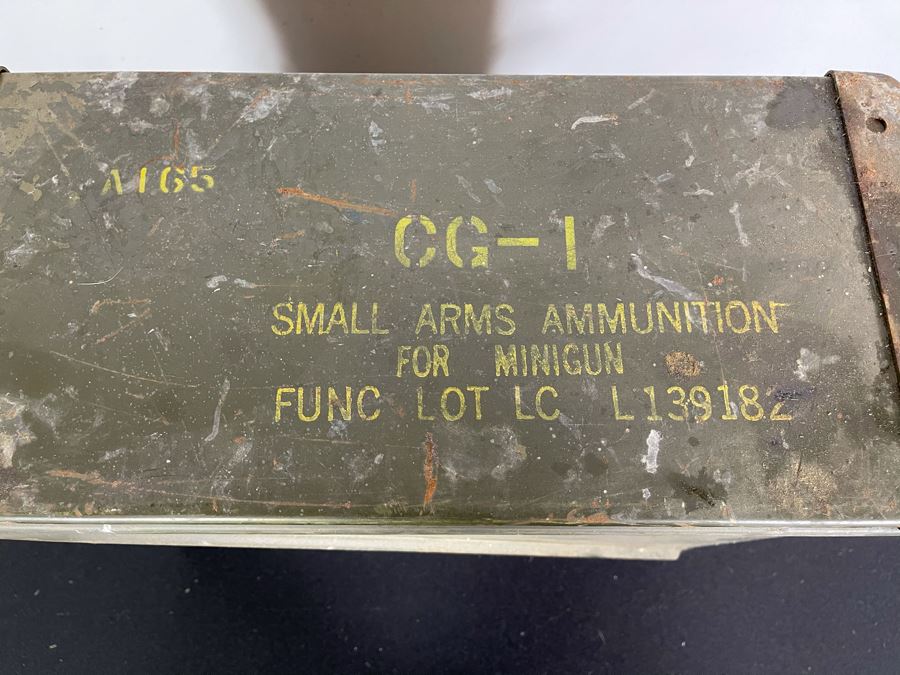 A165
CG-1
SMALL ARMS AMMUNITION
FOR MINIGUN
FUNC LOT LC L139182